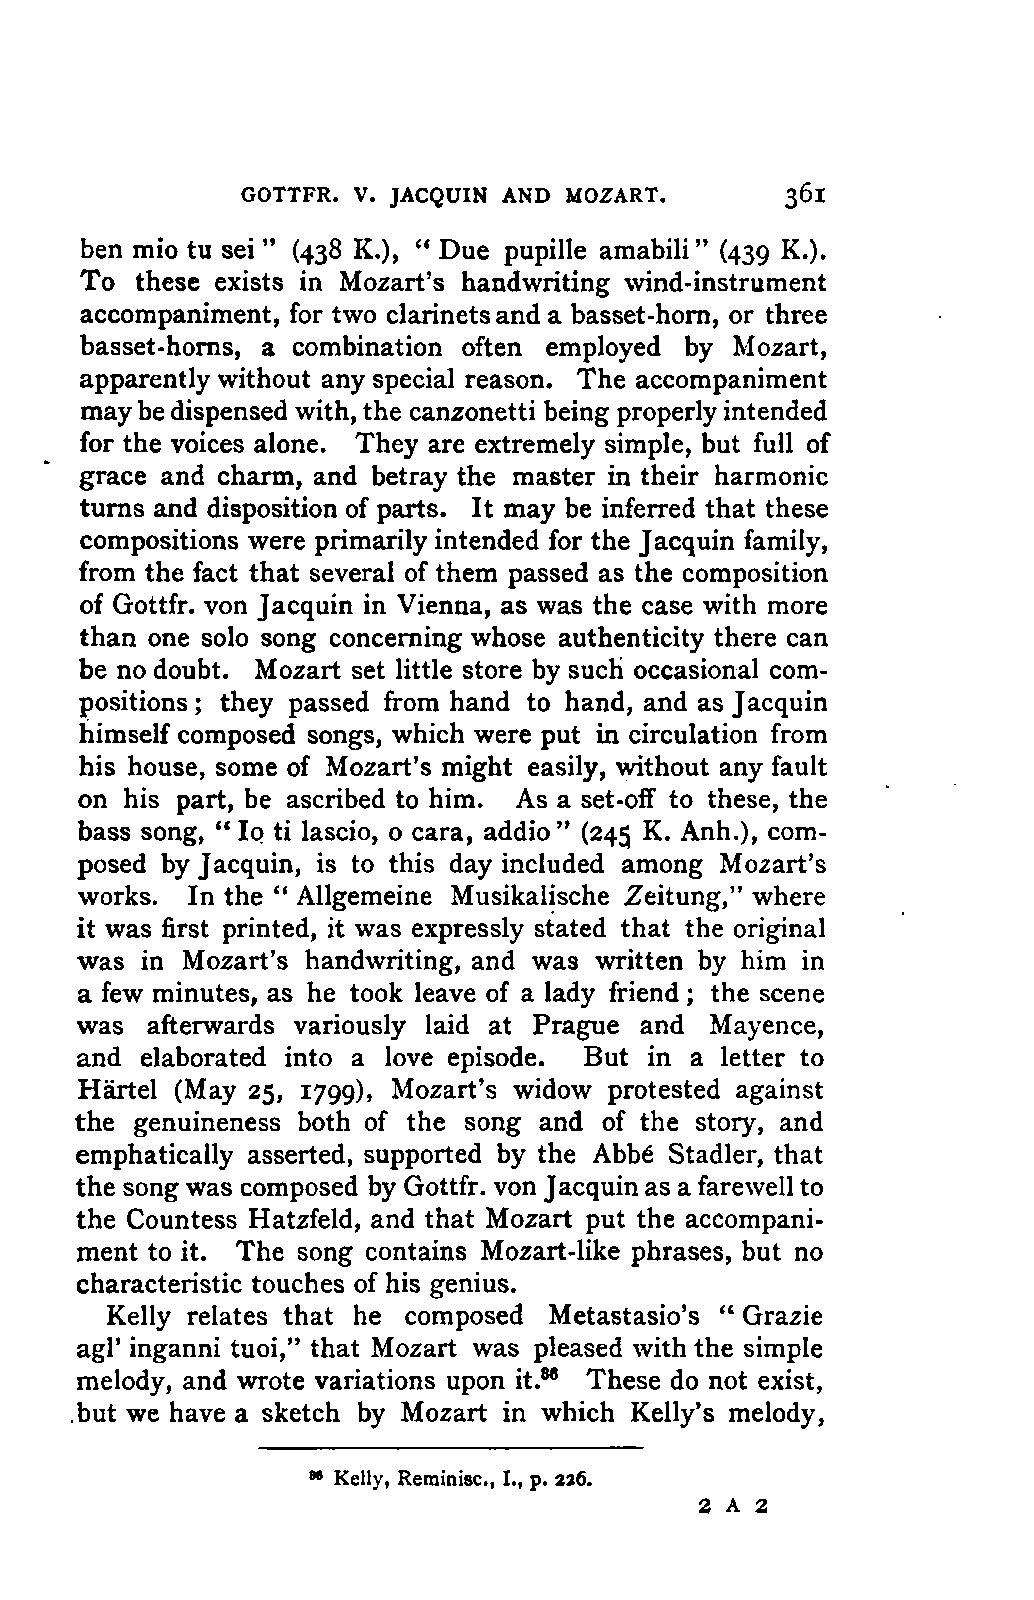 GOTTFR. V. JACQUIN AND MOZART. 361
ben mio tu sei" (438 K.), "Due pupille amabili" (439 K.).
To these exists in Mozart's handwriting wind-instrument
accompaniment, for two clarinets and a basset-horn, or three
basset-horns, a combination often employed by Mozart,
apparently without any special reason. The accompaniment
may be dispensed with, the canzonetti being properly intended
for the voices alone. They are extremely simple, but full of
grace and charm, and betray the master in their harmonic
turns and disposition of parts. It may be inferred that these
compositions were primarily intended for the Jacquin family,
from the fact that several of them passed as the composition
of Gottfr. von Jacquin in Vienna, as was the case with more
than one solo song concerning whose authenticity there can
be no doubt. Mozart set little store by such occasional com-
positions; they passed from hand to hand, and as Jacquin
himself composed songs, which were put in circulation from
his house, some of Mozart's might easily, without any fault
on his part, be ascribed to him. As a set-off to these, the
bass song, "Io ti lascio, o cara, addio" (245 K. Anh.), com-
posed by Jacquin, is to this day included among Mozart's
works. In the "Allgemeine Musikalische Zeitung," where
it was first printed, it was expressly stated that the original
was in Mozart's handwriting, and was written by him in
a few minutes, as he took leave of a lady friend; the scene
was afterwards variously laid at Prague and Mayence,
and elaborated into a love episode. But in a letter to
Härtel (May 25, 1799), Mozart's widow protested against
the genuineness both of the song and of the story, and
emphatically asserted, supported by the Abbé Stadler, that
the song was composed by Gottfr. von Jacquin as a farewell to
the Countess Hatzfeld, and that Mozart put the accompani-
ment to it. The song contains Mozart-like phrases, but no
characteristic touches of his genius.
Kelly relates that he composed Metastasio's "Grazie
agl' inganni tuoi," that Mozart was pleased with the simple
melody, and wrote variations upon it.⁸⁶ These do not exist,
but we have a sketch by Mozart in which Kelly's melody,
⁸⁶ Kelly, Reminisc., I., p. 226.
2 A 2